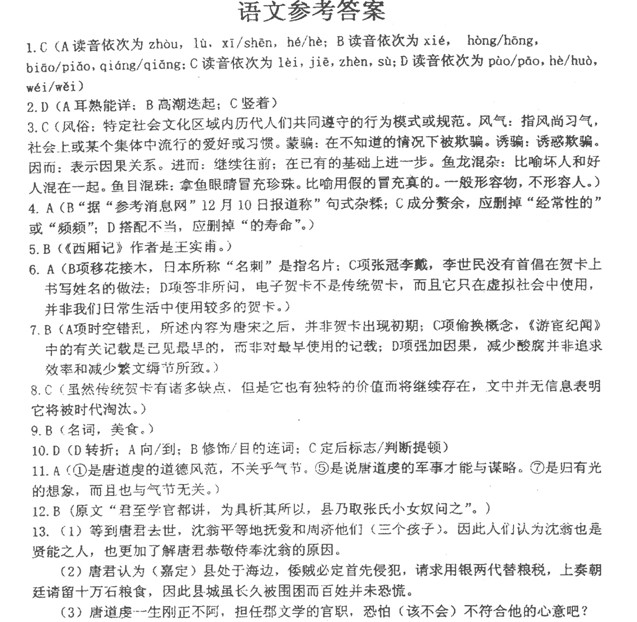 语文参考答案
1.C（A读音依次为zhòu，lù，xī/shēn，hé/hè；B读音依次为xié， hòng/hōng，
biāo/piāo，qiáng/qiāng；C读音依次为lèi，jiē，zhèn，sù；D读音依次为pùo/pāo，hè/huò，
wéi/wěi）
2.D（A耳熟能详；B高潮迭起；C竖着）
3.C（风俗：特定社会文化区域内历代人们共同遵守的行为模式或规范。风气：指风尚习气，
社会上或某个集体中流行的爱好或习惯。蒙骗：在不知道的情况下被欺骗。诱骗：诱惑欺骗。
因而：表示因果关系。进而：继续往前；在已有的基础上进一步。鱼龙混杂：比喻坏人和好
人混在一起。鱼目混珠：拿鱼眼睛冒充珍珠。比喻用假的冒充真的。一般形容物，不形容人。）
4. A（B“据“参考消息网”12月10日报道称”句式杂糅；C成分赘余，应删掉“经常性的”
或“频频”；D搭配不当，应删掉“的寿命”。）
5.B（《西厢记》作者是王实甫。）
6. A（B项移花接木，日本所称“名刺”是指名片；C项张冠李戴，李世民没有首倡在贺卡上
书写姓名的做法；D项答非所问，电子贺卡不是传统贺卡，而且它只在虚拟社会中使用，
并非我们日常生活中使用较多的贺卡。）
7.B（A项时空错乱，所述内容为唐宋之后，并非贺卡出现初期；C项偷换概念，《游宦纪闻》
中的有关记载是已见最早的，而非对最早使用的记载；D项强加因果，减少酸腐并非追求
效率和减少繁文缛节所致。）
8.C（虽然传统贺卡有诸多缺点，但是它也有独特的价值而将继续存在，文中并无信息表明
它将被时代淘汰。）
9.B（名词，美食。）
10.D（D转折；A向/到；B修饰/目的连词；C定后标志/判断提顿）
11.A（①是唐道虔的道德风范，不关乎气节。⑤是说唐道虔的军事才能与谋略。⑦是归有光
的想象，而且也与气节无关。）
12.B（原文“君至学官都讲，为具析其所以，县乃取张氏小女奴问之”。）
13.（1）等到唐君去世，沈翁平等地抚爱和周济他们（三个孩子）。因此人们认为沈翁也是
贤能之人，也更加了解唐君恭敬侍奉沈翁的原因。
（2）唐君认为（嘉定）县处于海边，倭贼必定首先侵犯，请求用银两代替粮税，上奏朝
廷请留十万石粮食，因此县城虽长久被围困而百姓并未恐慌。
（3）唐道虔一生刚正不阿，担任郡文学的官职，恐怕（该不会）不符合他的心意吧？